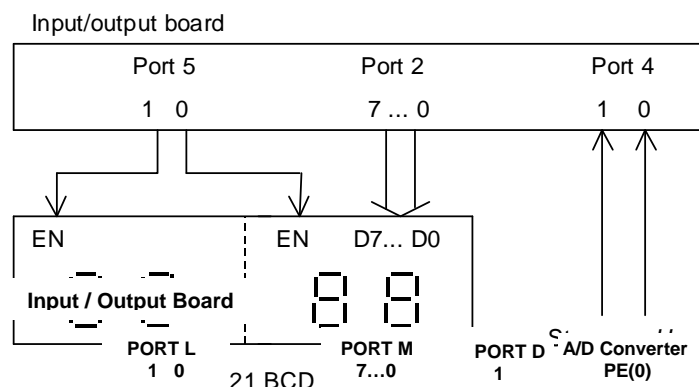 Input/output board
Port 5 Port 2 Port 4
1 0 7 ... 0 1 0
EN EN D7... D0
Input / Output Board
PORT L PORT M PORT D A/D Converter
1 0 7...0 1 PE(0)
21 BCD